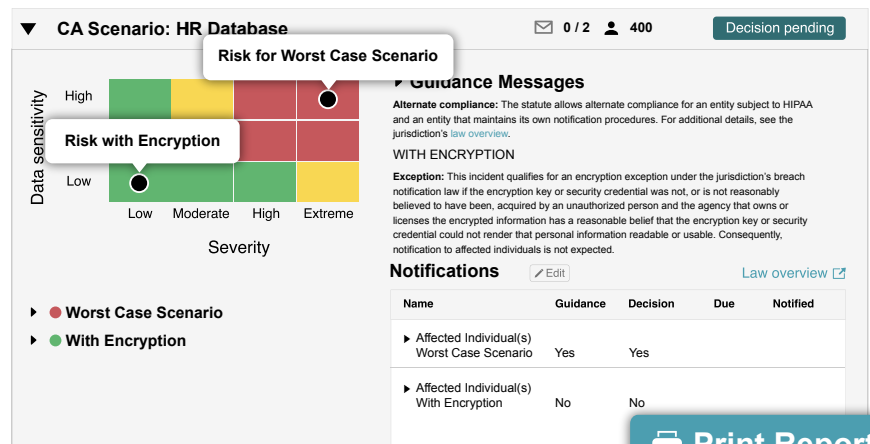 CA Scenario: HR Database
0 / 2
400
Decision pending
Risk for Worst Case Scenario
Data sensitivity
High
Risk with Encryption
Low
Low Moderate High Extreme
Severity
Worst Case Scenario
With Encryption
Guidance Messages
Alternate compliance: The statute allows alternate compliance for an entity subject to HIPAA
and an entity that maintains its own notification procedures. For additional details, see the
jurisdiction's law overview.
WITH ENCRYPTION
Exception: This incident qualifies for an encryption exception under the jurisdiction's breach
notification law if the encryption key or security credential was not, or is not reasonably
believed to have been, acquired by an unauthorized person and the agency that owns or
licenses the encrypted information has a reasonable belief that the encryption key or security
credential could not render that personal information readable or usable. Consequently,
notification to affected individuals is not expected.
Notifications
Edit
Law overview
Name Guidance Decision Due Notified
Affected Individual(s)
Worst Case Scenario Yes Yes
Affected Individual(s)
With Encryption No No
Print Report